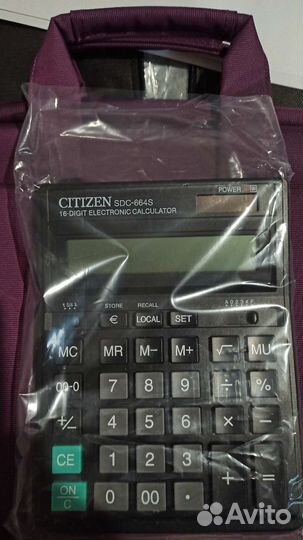 POWER
CITIZEN SDC-664S
16-DIGIT ELECTRONIC CALCULATOR
STORE RECALL
€ LOCAL SET
MC MR M- M+ √ MU
00→0 7 8 9 ÷ %
+/- 4 5 6 × -
CE 1 2 3 + =
ON/C 0 00 •
Avito